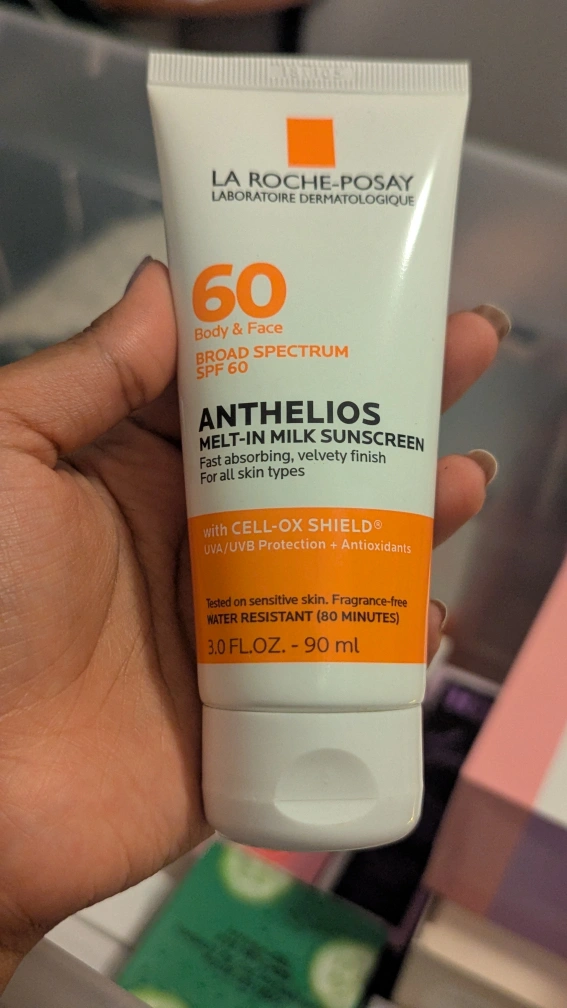 LA ROCHE-POSAY
LABORATOIRE DERMATOLOGIQUE
60
Body & Face
BROAD SPECTRUM
SPF 60
ANTHELIOS
MELT-IN MILK SUNSCREEN
Fast absorbing, velvety finish
For all skin types
with CELL-OX SHIELD®
UVA/UVB Protection + Antioxidants
Tested on sensitive skin. Fragrance-free
WATER RESISTANT (80 MINUTES)
3.0 FL.OZ. - 90 ml